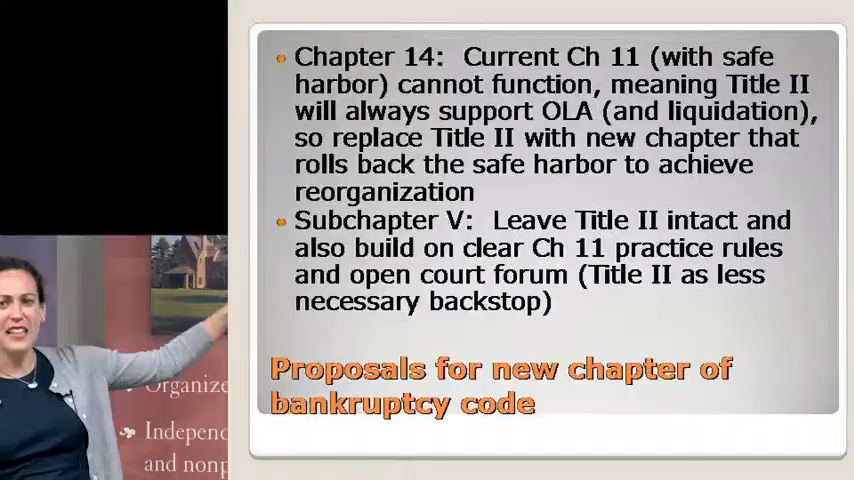 Chapter 14: Current Ch 11 (with safe
harbor) cannot function, meaning Title II
will always support OLA (and liquidation),
so replace Title II with new chapter that
rolls back the safe harbor to achieve
reorganization
Subchapter V: Leave Title II intact and
also build on clear Ch 11 practice rules
and open court forum (Title II as less
necessary backstop)
Proposals for new chapter of
bankruptcy code
and